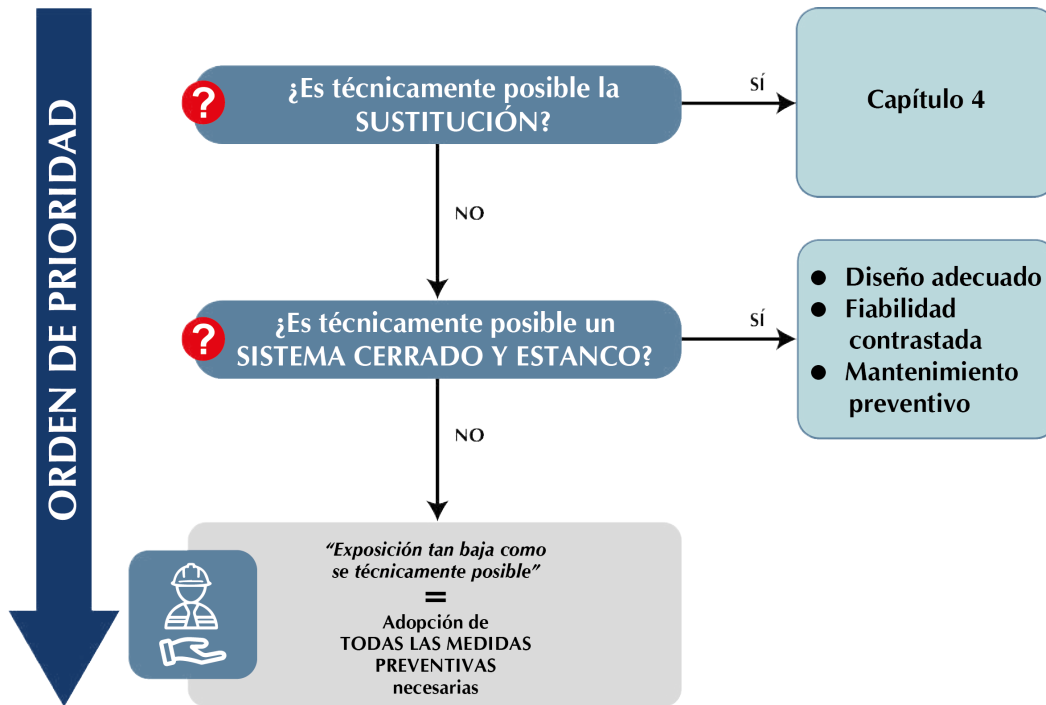 ORDEN DE PRIORIDAD
?
¿Es técnicamente posible la
SUSTITUCIÓN?
SÍ
Capítulo 4
NO
?
¿Es técnicamente posible un
SISTEMA CERRADO Y ESTANCO?
SÍ
● Diseño adecuado
● Fiabilidad
contrastada
● Mantenimiento
preventivo
NO
“Exposición tan baja como
se técnicamente posible”
=
Adopción de
TODAS LAS MEDIDAS
PREVENTIVAS
necesarias